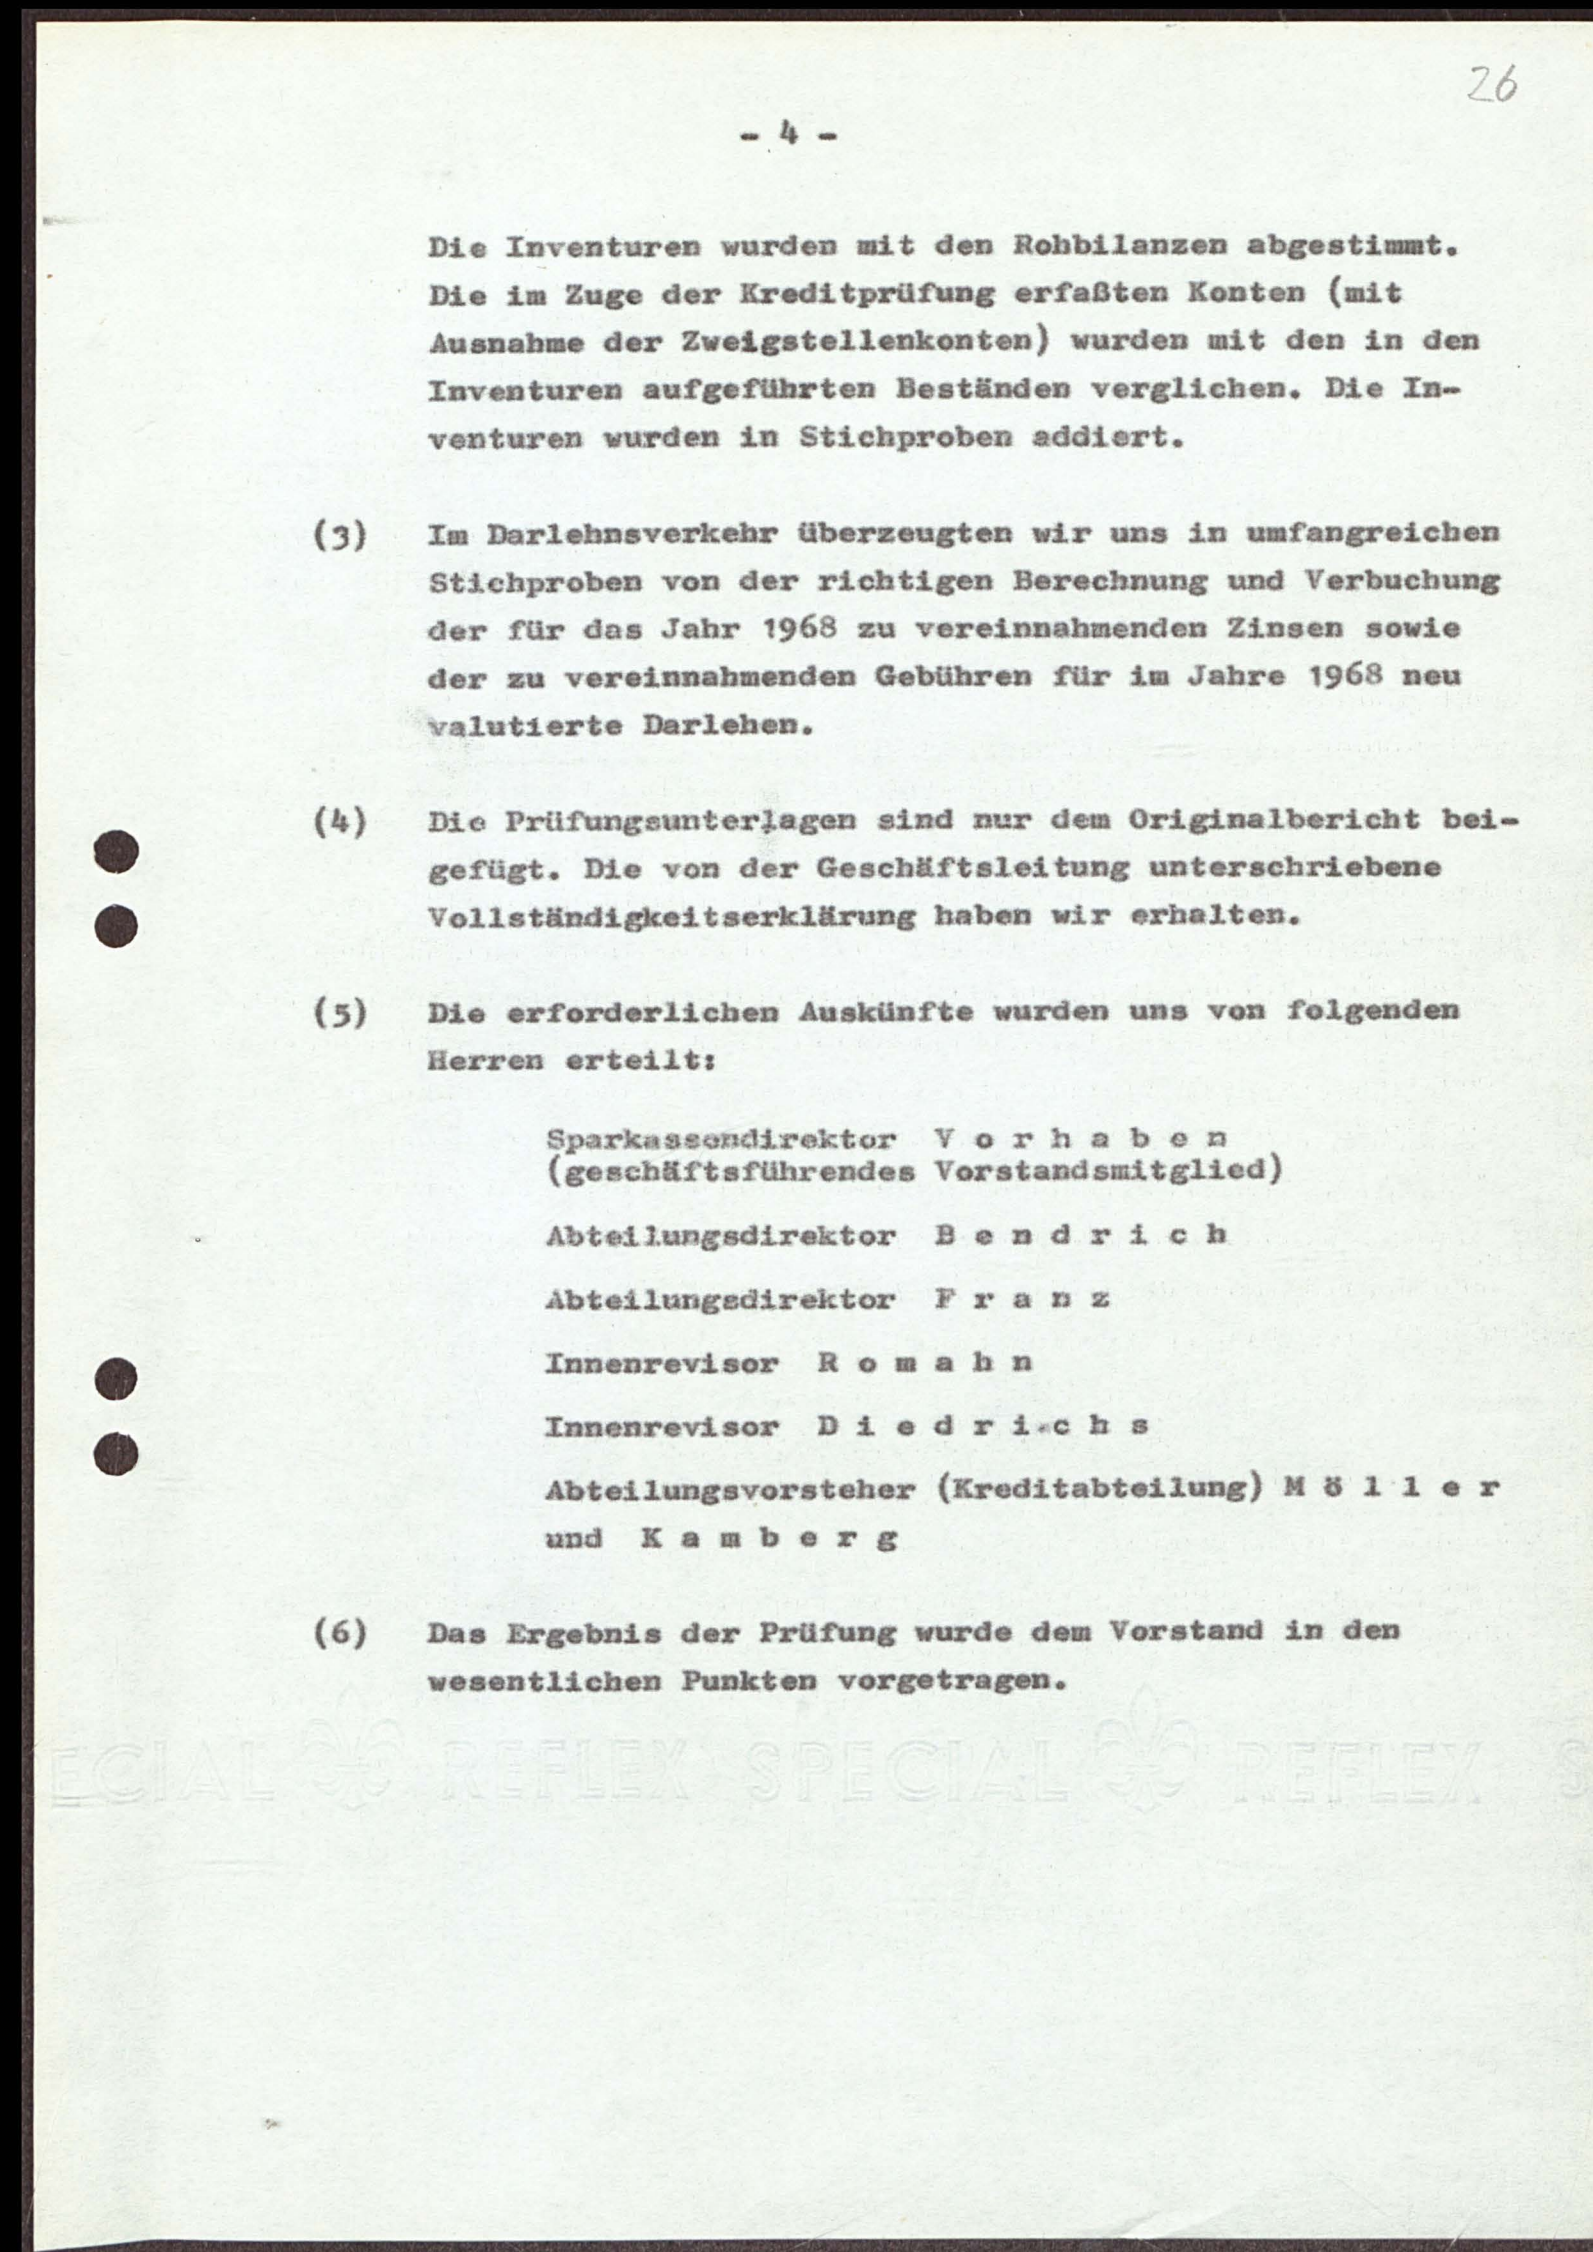 26
- 4 -
Die Inventuren wurden mit den Rohbilanzen abgestimmt.
Die im Zuge der Kreditprüfung erfaßten Konten (mit
Ausnahme der Zweigstellenkonten) wurden mit den in den
Inventuren aufgeführten Beständen verglichen. Die In-
venturen wurden in Stichproben addiert.
(3) Im Darlehnsverkehr überzeugten wir uns in umfangreichen
Stichproben von der richtigen Berechnung und Verbuchung
der für das Jahr 1968 zu vereinnahmenden Zinsen sowie
der zu vereinnahmenden Gebühren für im Jahre 1968 neu
valutierte Darlehen.
(4) Die Prüfungsunterlagen sind nur dem Originalbericht bei-
gefügt. Die von der Geschäftsleitung unterschriebene
Vollständigkeitserklärung haben wir erhalten.
(5) Die erforderlichen Auskünfte wurden uns von folgenden
Herren erteilt:
Sparkassendirektor V o r h a b e n
(geschäftsführendes Vorstandsmitglied)
Abteilungsdirektor B e n d r i c h
Abteilungsdirektor F r a n z
Innenrevisor R o m a h n
Innenrevisor D i e d r i c h s
Abteilungsvorsteher (Kreditabteilung) M ö l l e r
und K a m b e r g
(6) Das Ergebnis der Prüfung wurde dem Vorstand in den
wesentlichen Punkten vorgetragen.
ECIAL REFLEX SPECIAL REFLEX S